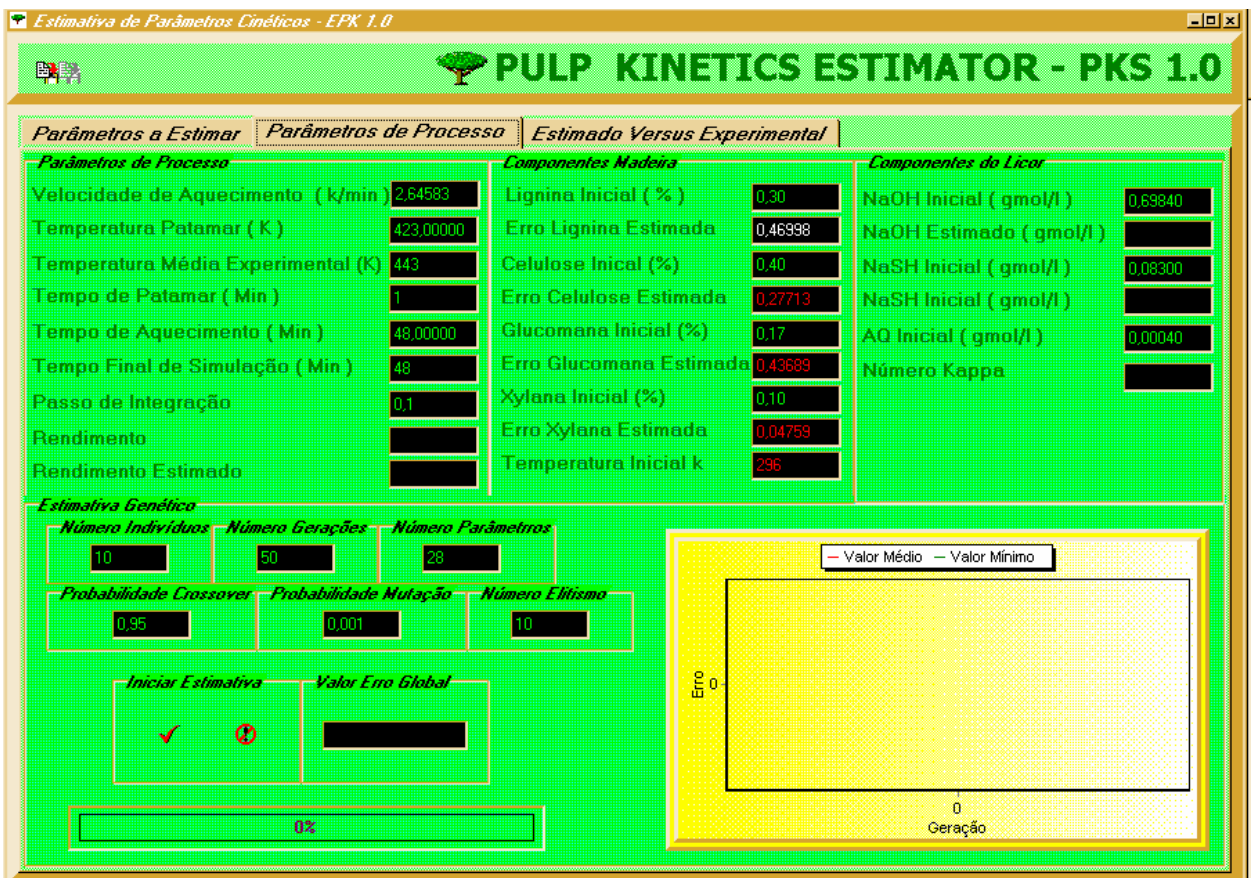 Estimativa de Parâmetros Cinéticos - EPK 1.0
PULP KINETICS ESTIMATOR - PKS 1.0
Parâmetros a Estimar
Parâmetros de Processo
Estimado Versus Experimental
Parâmetros de Processo
Velocidade de Aquecimento ( k/min ) 2,64583
Temperatura Patamar ( K ) 423,00000
Temperatura Média Experimental (K) 443
Tempo de Patamar ( Min ) 1
Tempo de Aquecimento ( Min ) 48,00000
Tempo Final de Simulação ( Min ) 48
Passo de Integração 0,1
Rendimento
Rendimento Estimado
Componentes Madeira
Lignina Inicial ( % ) 0,30
Erro Lignina Estimada 0,46998
Celulose Inical (%) 0,40
Erro Celulose Estimada 0,27713
Glucomana Inicial (%) 0,17
Erro Glucomana Estimada 0,43689
Xylana Inicial (%) 0,10
Erro Xylana Estimada 0,04759
Temperatura Inicial k 296
Componentes do Licor
NaOH Inicial ( gmol/l ) 0,69840
NaOH Estimado ( gmol/l )
NaSH Inicial ( gmol/l ) 0,08300
NaSH Inicial ( gmol/l )
AQ Inicial ( gmol/l ) 0,00040
Número Kappa
Estimativa Genético
Número Indivíduos Número Gerações Número Parâmetros
10 50 28
Probabilidade Crossover Probabilidade Mutação Número Elitismo
0,95 0,001 10
Iniciar Estimativa Valor Erro Global
0%
Valor Médio Valor Mínimo
Erro
0
0
Geração